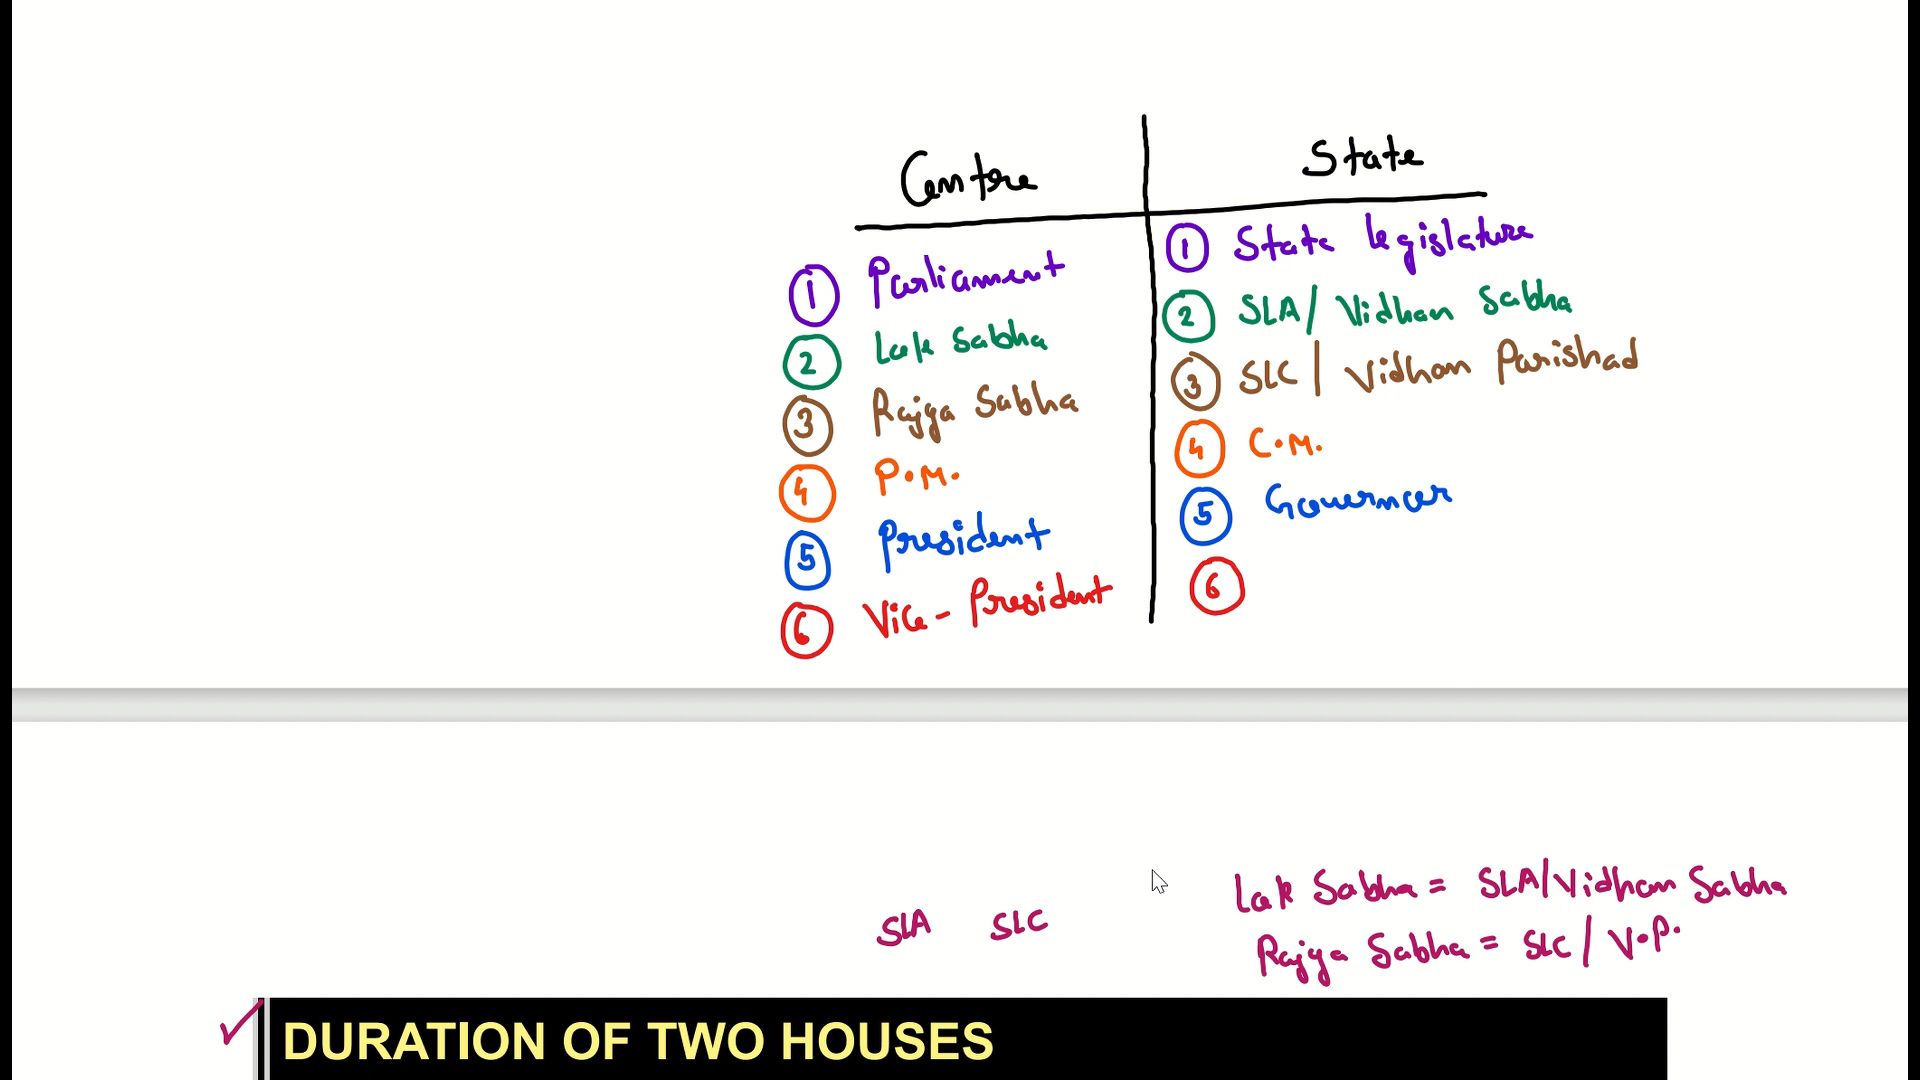 Centre
State
① Parliament
① State legislature
② Lok Sabha
② SLA/ Vidhan Sabha
③ Rajya Sabha
③ SLC | Vidhan Parishad
④ P.M.
④ C.M.
⑤ President
⑤ Governer
⑥ Vice-President
⑥
SLA SLC
Lok Sabha = SLA/Vidhan Sabha
Rajya Sabha = SLC / V.P.
DURATION OF TWO HOUSES